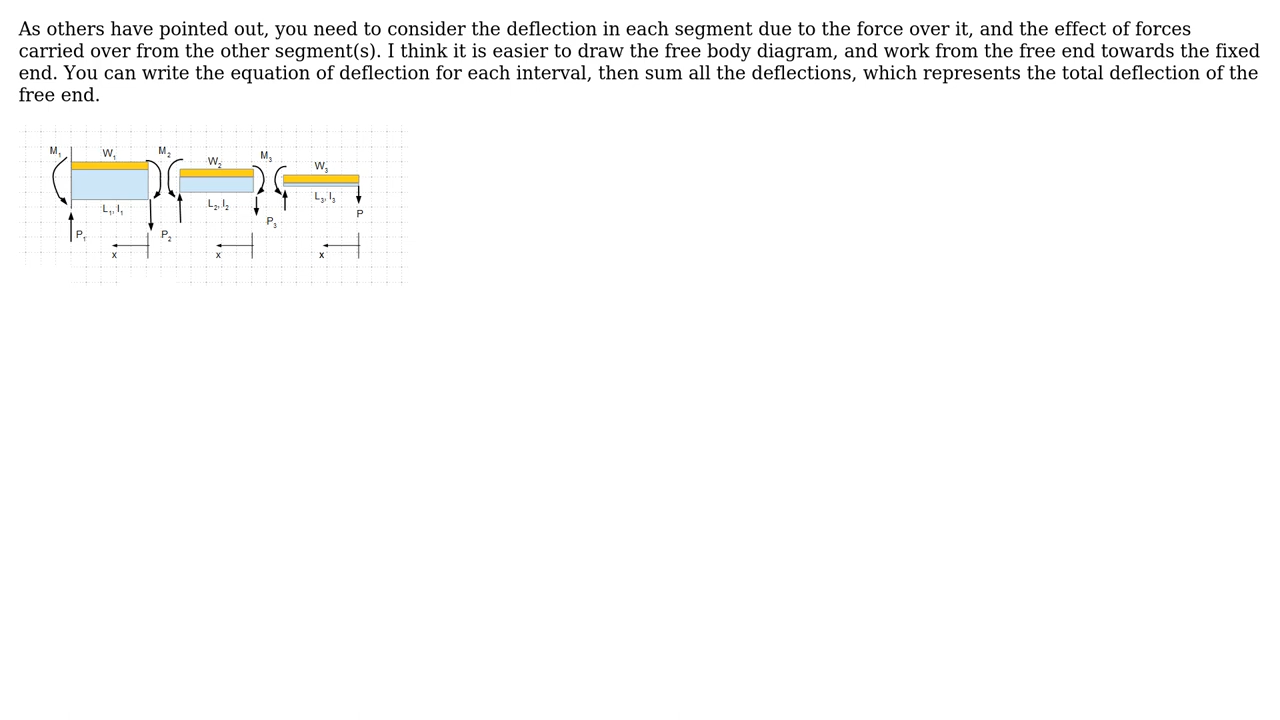 As others have pointed out, you need to consider the deflection in each segment due to the force over it, and the effect of forces
carried over from the other segment(s). I think it is easier to draw the free body diagram, and work from the free end towards the fixed
end. You can write the equation of deflection for each interval, then sum all the deflections, which represents the total deflection of the
free end.
M₁ W₁ M₂ W₂ M₃ W₃
L₁, I₁ L₂, I₂ L₃, I₃ P
P₁ P₂ P₃
x x x